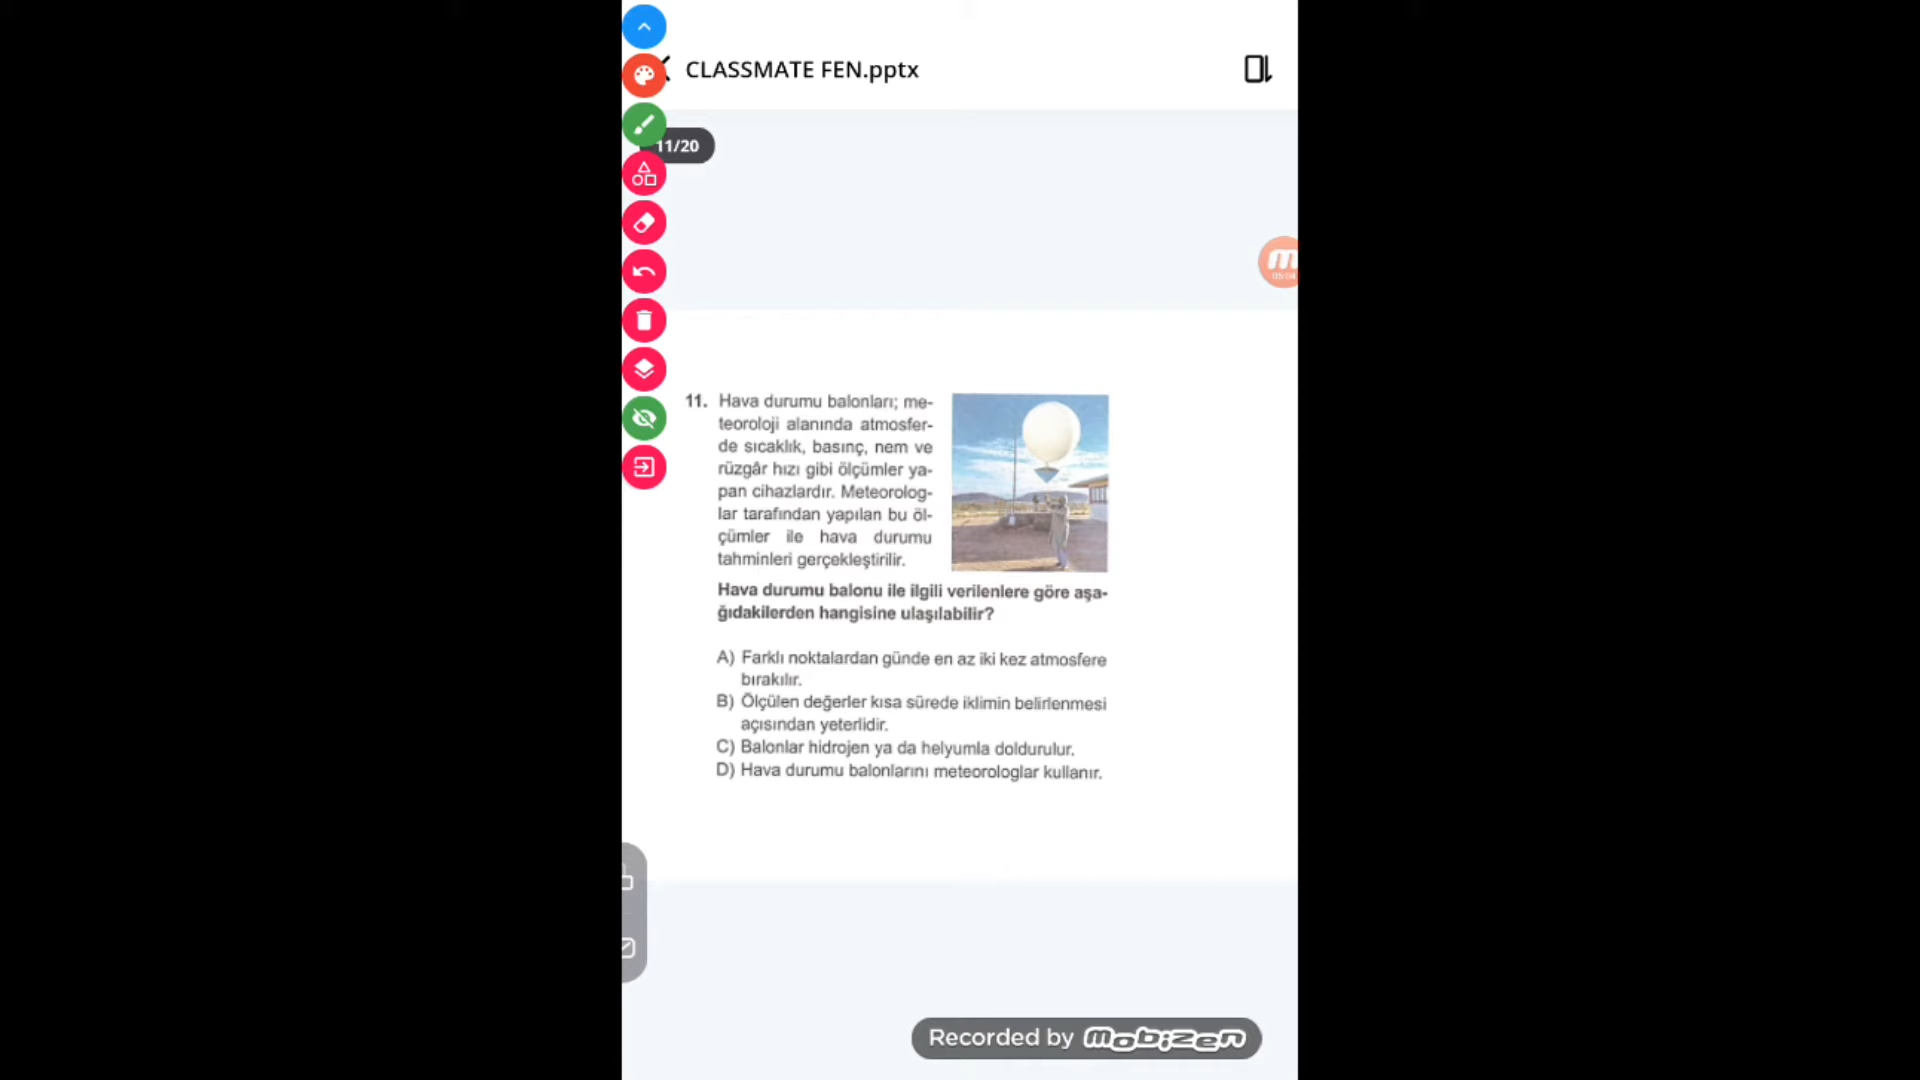 CLASSMATE FEN.pptx
11/20
05:04
11. Hava durumu balonları; me-
teoroloji alanında atmosfer-
de sıcaklık, basınç, nem ve
rüzgâr hızı gibi ölçümler ya-
pan cihazlardır. Meteorolog-
lar tarafından yapılan bu öl-
çümler ile hava durumu
tahminleri gerçekleştirilir.
Hava durumu balonu ile ilgili verilenlere göre aşa-
ğıdakilerden hangisine ulaşılabilir?
A) Farklı noktalardan günde en az iki kez atmosfere
bırakılır.
B) Ölçülen değerler kısa sürede iklimin belirlenmesi
açısından yeterlidir.
C) Balonlar hidrojen ya da helyumla doldurulur.
D) Hava durumu balonlarını meteorologlar kullanır.
Recorded by mobizen